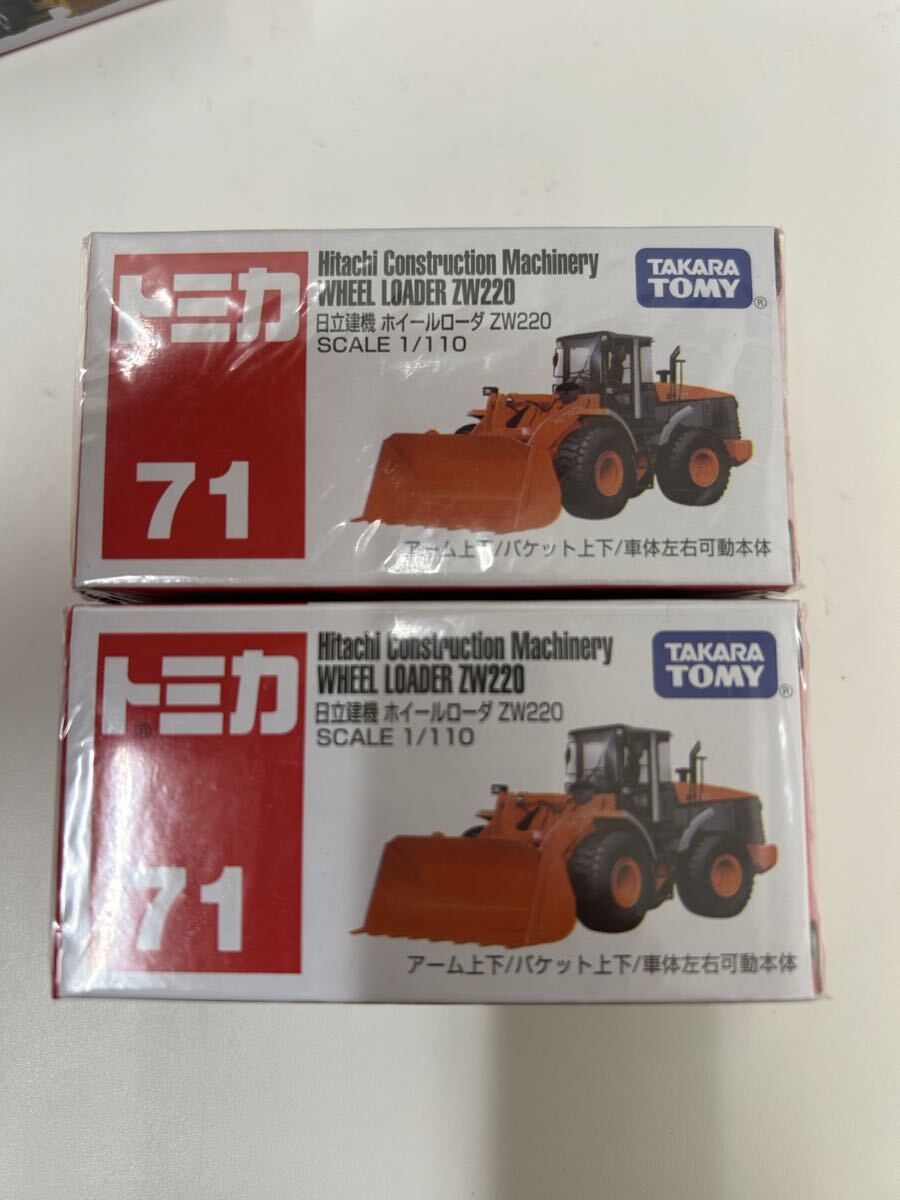 トミカ
71
Hitachi Construction Machinery
WHEEL LOADER ZW220
日立建機 ホイールローダ ZW220
SCALE 1/110
TAKARA
TOMY®
アーム上下/バケット上下/車体左右可動本体
トミカ
®
71
Hitachi Construction Machinery
WHEEL LOADER ZW220
日立建機 ホイールローダ ZW220
SCALE 1/110
TAKARA
TOMY®
アーム上下/バケット上下/車体左右可動本体